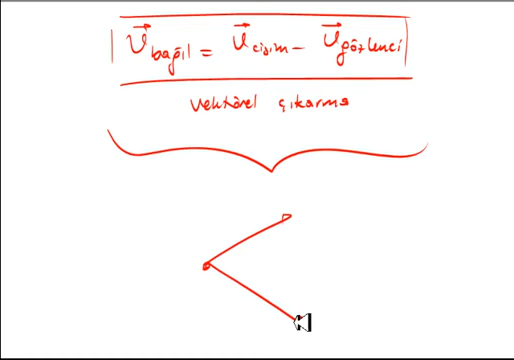 V⃗bağıl = V⃗cisim − V⃗gözlenci
vektörel çıkarma